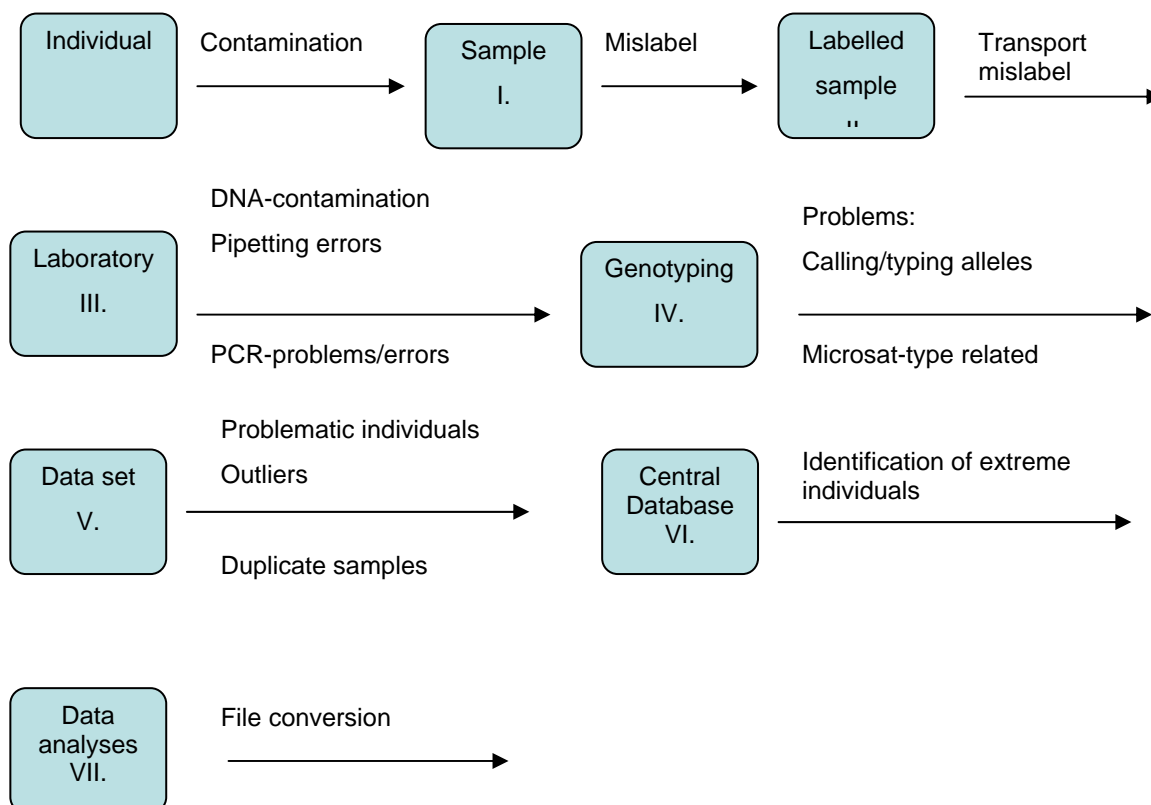 Individual
Contamination
Sample
I.
Mislabel
Labelled
sample
Transport
mislabel
Laboratory
III.
DNA-contamination
Pipetting errors
PCR-problems/errors
Genotyping
IV.
Problems:
Calling/typing alleles
Microsat-type related
Data set
V.
Problematic individuals
Outliers
Duplicate samples
Central
Database
VI.
Identification of extreme
individuals
Data
analyses
VII.
File conversion